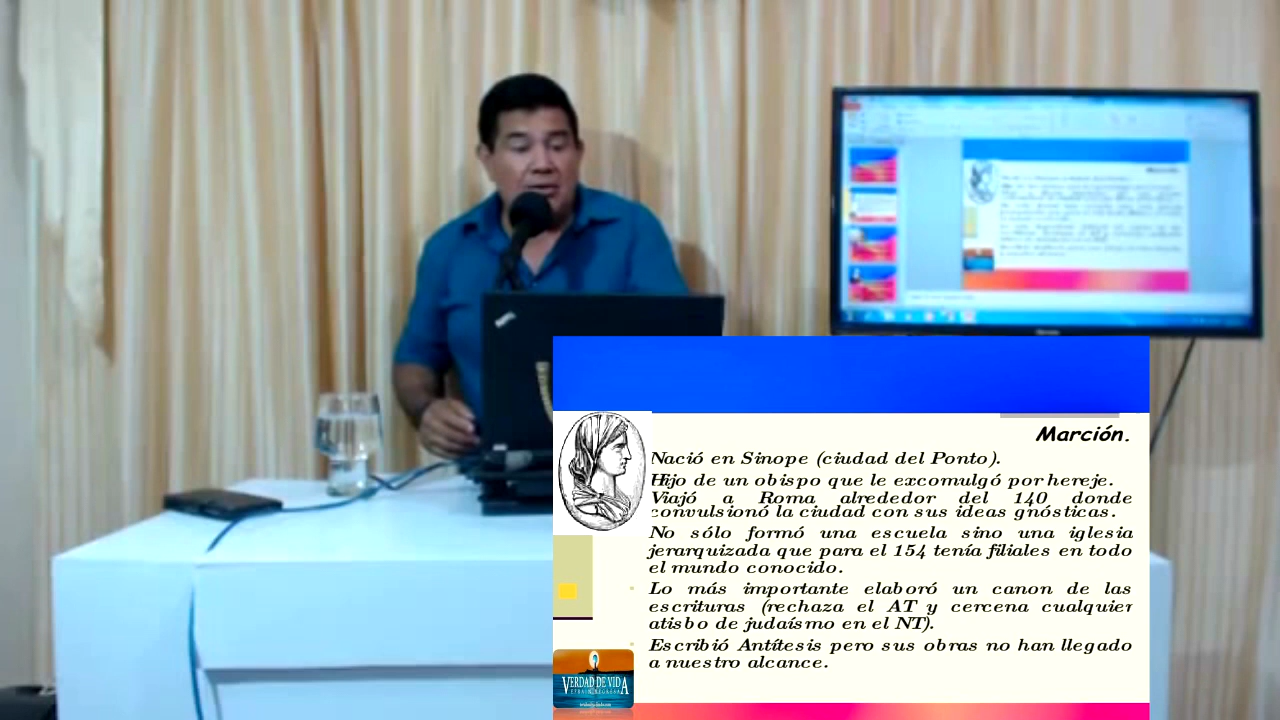 Marción.
Nació en Sinope (ciudad del Ponto).
Hijo de un obispo que le excomulgó por hereje.
Viajó a Roma alrededor del 140 donde
convulsionó la ciudad con sus ideas gnósticas.
No sólo formó una escuela sino una iglesia
jerarquizada que para el 154 tenía filiales en todo
el mundo conocido.
Lo más importante elaboró un canon de las
escrituras (rechaza el AT y cercena cualquier
atisbo de judaísmo en el NT).
Escribió Antítesis pero sus obras no han llegado
a nuestro alcance.
VERDAD DE VIDA